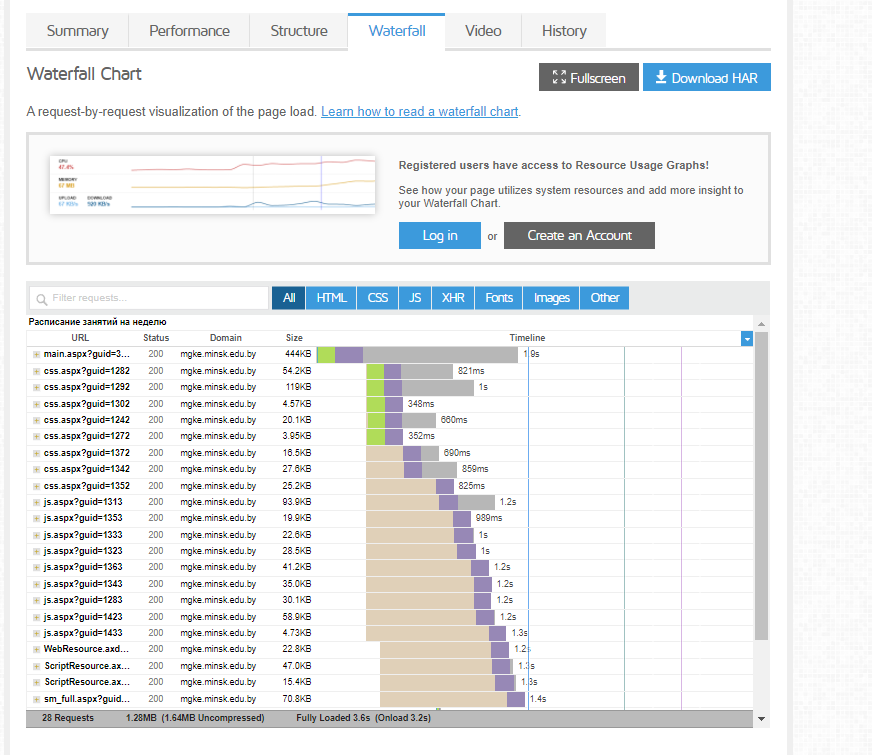 Summary Performance Structure Waterfall Video History
Waterfall Chart
Fullscreen Download HAR
A request-by-request visualization of the page load. Learn how to read a waterfall chart.
CPU
47.4%
MEMORY
67 MB
UPLOAD DOWNLOAD
Registered users have access to Resource Usage Graphs!
See how your page utilizes system resources and add more insight to
your Waterfall Chart.
Log in or Create an Account
Filter requests...
All HTML CSS JS XHR Fonts Images Other
Расписание занятий на неделю
URL Status Domain Size Timeline
main.aspx?guid=3... 200 mgke.minsk.edu.by 444KB 1.9s
css.aspx?guid=1282 200 mgke.minsk.edu.by 54.2KB 821ms
css.aspx?guid=1292 200 mgke.minsk.edu.by 119KB 1s
css.aspx?guid=1302 200 mgke.minsk.edu.by 4.57KB 348ms
css.aspx?guid=1242 200 mgke.minsk.edu.by 20.1KB 660ms
css.aspx?guid=1272 200 mgke.minsk.edu.by 3.95KB 352ms
css.aspx?guid=1372 200 mgke.minsk.edu.by 16.5KB 690ms
css.aspx?guid=1342 200 mgke.minsk.edu.by 27.6KB 859ms
css.aspx?guid=1352 200 mgke.minsk.edu.by 25.2KB 825ms
js.aspx?guid=1313 200 mgke.minsk.edu.by 93.9KB 1.2s
js.aspx?guid=1353 200 mgke.minsk.edu.by 19.9KB 989ms
js.aspx?guid=1333 200 mgke.minsk.edu.by 22.6KB 1s
js.aspx?guid=1323 200 mgke.minsk.edu.by 28.5KB 1s
js.aspx?guid=1363 200 mgke.minsk.edu.by 41.2KB 1.2s
js.aspx?guid=1343 200 mgke.minsk.edu.by 35.0KB 1.2s
js.aspx?guid=1283 200 mgke.minsk.edu.by 30.1KB 1.2s
js.aspx?guid=1423 200 mgke.minsk.edu.by 58.9KB 1.2s
js.aspx?guid=1433 200 mgke.minsk.edu.by 4.73KB 1.3s
WebResource.axd... 200 mgke.minsk.edu.by 22.8KB 1.2s
ScriptResource.ax... 200 mgke.minsk.edu.by 47.0KB 1.3s
ScriptResource.ax... 200 mgke.minsk.edu.by 15.4KB 1.3s
sm_full.aspx?guid... 200 mgke.minsk.edu.by 70.8KB 1.4s
28 Requests 1.28MB (1.64MB Uncompressed) Fully Loaded 3.6s (Onload 3.2s)